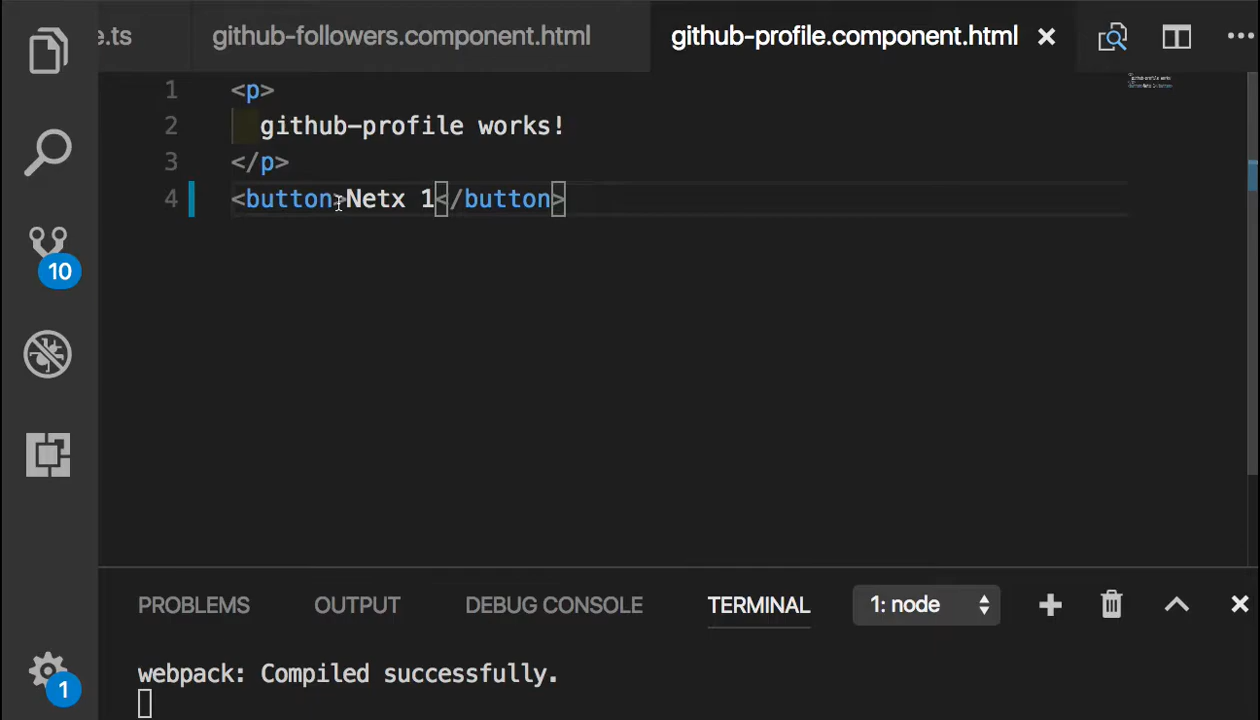 e.ts github-followers.component.html github-profile.component.html
1 <p>
2 github-profile works!
3 </p>
4 <button>Netx 1</button>
10
PROBLEMS OUTPUT DEBUG CONSOLE TERMINAL 1: node
webpack: Compiled successfully.
1